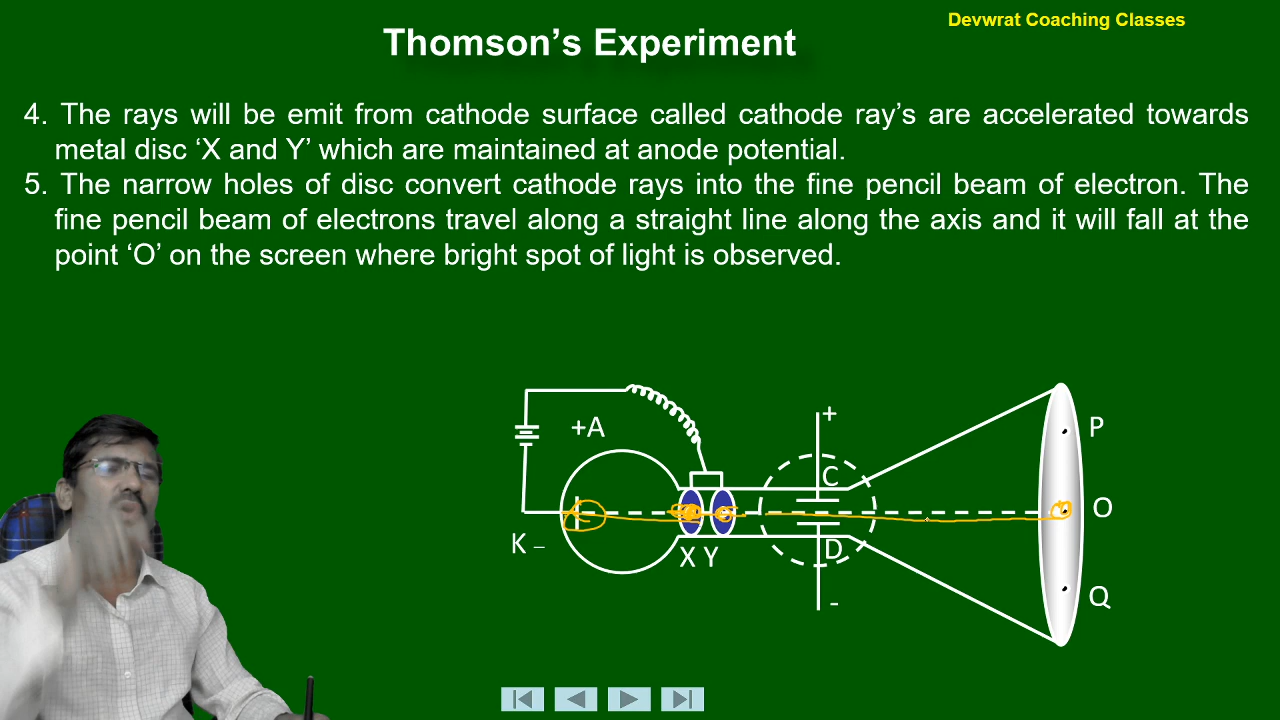 Devwrat Coaching Classes
Thomson’s Experiment
4. The rays will be emit from cathode surface called cathode ray’s are accelerated towards
metal disc ‘X and Y’ which are maintained at anode potential.
5. The narrow holes of disc convert cathode rays into the fine pencil beam of electron. The
fine pencil beam of electrons travel along a straight line along the axis and it will fall at the
point ‘O’ on the screen where bright spot of light is observed.
+
+A
P
C
O
K –
X Y
D
Q
-